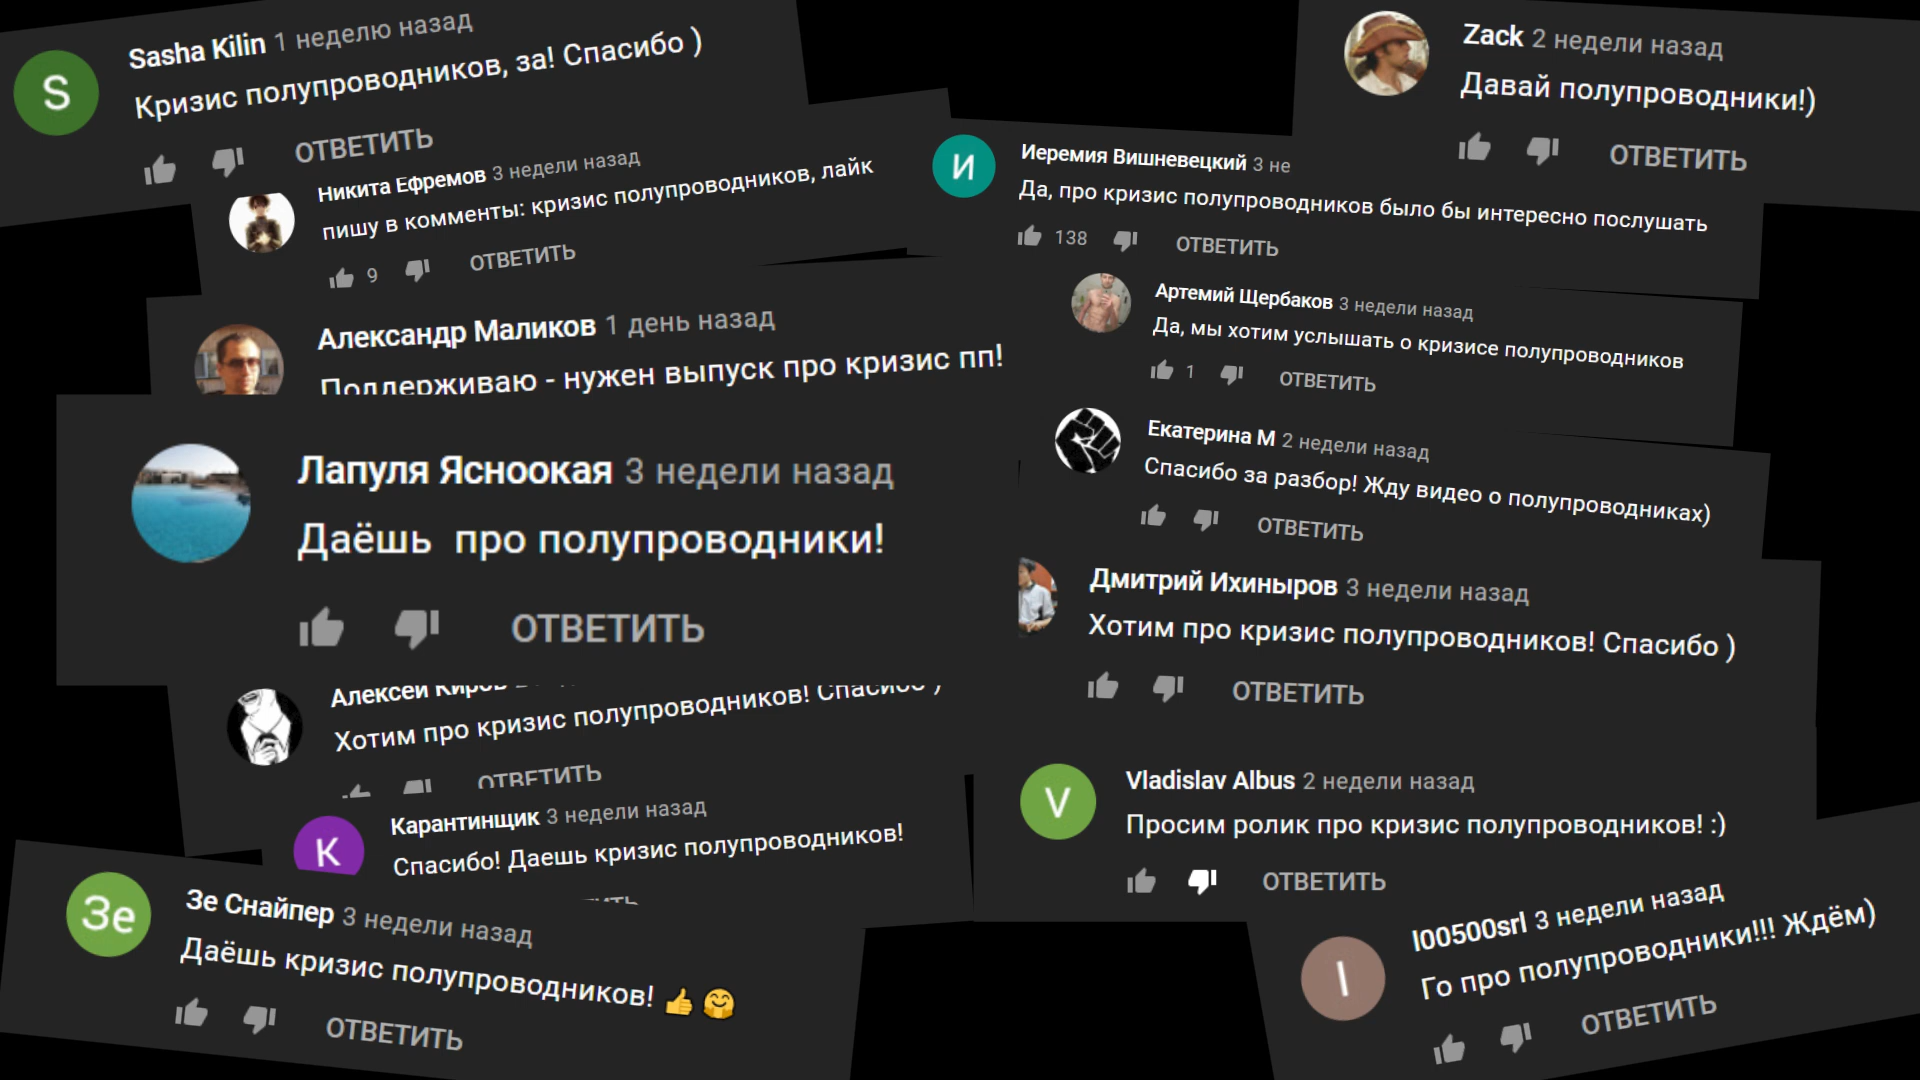 Sasha Kilin 1 неделю назад
Кризис полупроводников, за! Спасибо )
S
ОТВЕТИТЬ
Никита Ефремов 3 недели назад
пишу в комменты: кризис полупроводников, лайк
9
ОТВЕТИТЬ
Александр Маликов 1 день назад
Поддерживаю - нужен выпуск про кризис пп!
Лапуля Ясноокая 3 недели назад
Даёшь про полупроводники!
ОТВЕТИТЬ
Алексей Киров
Хотим про кризис полупроводников! Спасибо )
ОТВЕТИТЬ
Карантинщик 3 недели назад
К
Спасибо! Даешь кризис полупроводников!
Зе Снайпер 3 недели назад
Зе
Даёшь кризис полупроводников! 👍 🤗
ОТВЕТИТЬ
Zack 2 недели назад
Давай полупроводники!)
ОТВЕТИТЬ
Иеремия Вишневецкий 3 не
И
Да, про кризис полупроводников было бы интересно послушать
138
ОТВЕТИТЬ
Артемий Щербаков 3 недели назад
Да, мы хотим услышать о кризисе полупроводников
1
ОТВЕТИТЬ
Екатерина М 2 недели назад
Спасибо за разбор! Жду видео о полупроводниках)
ОТВЕТИТЬ
Дмитрий Ихиныров 3 недели назад
Хотим про кризис полупроводников! Спасибо )
ОТВЕТИТЬ
Vladislav Albus 2 недели назад
V
Просим ролик про кризис полупроводников! :)
ОТВЕТИТЬ
l00500srl 3 недели назад
l
Го про полупроводники!!! Ждём)
ОТВЕТИТЬ